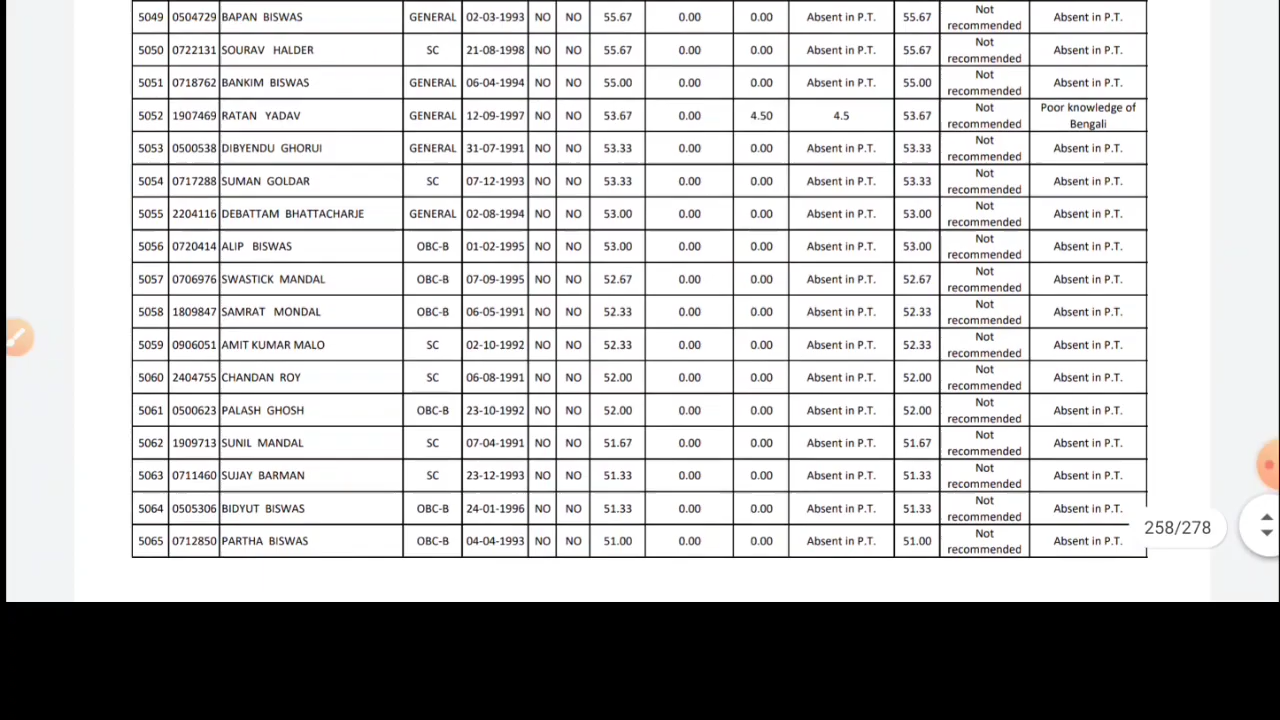 5049 0504729 BAPAN BISWAS GENERAL 02-03-1993 NO NO 55.67 0.00 0.00 Absent in P.T. 55.67 Not recommended Absent in P.T.
5050 0722131 SOURAV HALDER SC 21-08-1998 NO NO 55.67 0.00 0.00 Absent in P.T. 55.67 Not recommended Absent in P.T.
5051 0718762 BANKIM BISWAS GENERAL 06-04-1994 NO NO 55.00 0.00 0.00 Absent in P.T. 55.00 Not recommended Absent in P.T.
5052 1907469 RATAN YADAV GENERAL 12-09-1997 NO NO 53.67 0.00 4.50 4.5 53.67 Not recommended Poor knowledge of Bengali
5053 0500538 DIBYENDU GHORUI GENERAL 31-07-1991 NO NO 53.33 0.00 0.00 Absent in P.T. 53.33 Not recommended Absent in P.T.
5054 0717288 SUMAN GOLDAR SC 07-12-1993 NO NO 53.33 0.00 0.00 Absent in P.T. 53.33 Not recommended Absent in P.T.
5055 2204116 DEBATTAM BHATTACHARJE GENERAL 02-08-1994 NO NO 53.00 0.00 0.00 Absent in P.T. 53.00 Not recommended Absent in P.T.
5056 0720414 ALIP BISWAS OBC-B 01-02-1995 NO NO 53.00 0.00 0.00 Absent in P.T. 53.00 Not recommended Absent in P.T.
5057 0706976 SWASTICK MANDAL OBC-B 07-09-1995 NO NO 52.67 0.00 0.00 Absent in P.T. 52.67 Not recommended Absent in P.T.
5058 1809847 SAMRAT MONDAL OBC-B 06-05-1991 NO NO 52.33 0.00 0.00 Absent in P.T. 52.33 Not recommended Absent in P.T.
5059 0906051 AMIT KUMAR MALO SC 02-10-1992 NO NO 52.33 0.00 0.00 Absent in P.T. 52.33 Not recommended Absent in P.T.
5060 2404755 CHANDAN ROY SC 06-08-1991 NO NO 52.00 0.00 0.00 Absent in P.T. 52.00 Not recommended Absent in P.T.
5061 0500623 PALASH GHOSH OBC-B 23-10-1992 NO NO 52.00 0.00 0.00 Absent in P.T. 52.00 Not recommended Absent in P.T.
5062 1909713 SUNIL MANDAL SC 07-04-1991 NO NO 51.67 0.00 0.00 Absent in P.T. 51.67 Not recommended Absent in P.T.
5063 0711460 SUJAY BARMAN SC 23-12-1993 NO NO 51.33 0.00 0.00 Absent in P.T. 51.33 Not recommended Absent in P.T.
5064 0505306 BIDYUT BISWAS OBC-B 24-01-1996 NO NO 51.33 0.00 0.00 Absent in P.T. 51.33 Not recommended Absent in P.T.
5065 0712850 PARTHA BISWAS OBC-B 04-04-1993 NO NO 51.00 0.00 0.00 Absent in P.T. 51.00 Not recommended Absent in P.T.
258/278